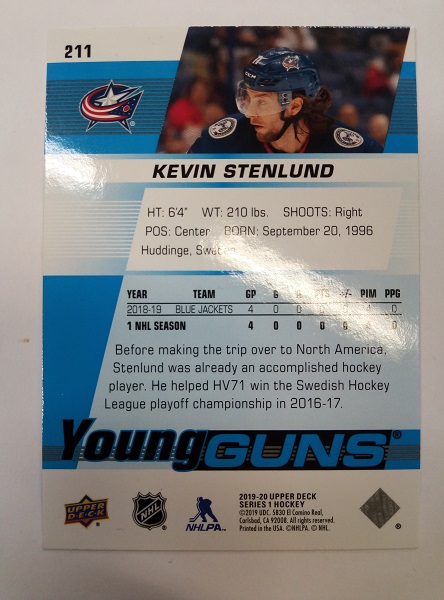 211
KEVIN STENLUND
HT: 6'4" WT: 210 lbs. SHOOTS: Right
POS: Center BORN: September 20, 1996
Huddinge, Sweden
YEAR TEAM GP G A PTS +/- PIM PPG
2018-19 BLUE JACKETS 4 0 0 0 0
1 NHL SEASON 4 0 0 0 0
Before making the trip over to North America,
Stenlund was already an accomplished hockey
player. He helped HV71 win the Swedish Hockey
League playoff championship in 2016-17.
Young GUNS®
UPPER DECK NHL NHLPA
2019-20 UPPER DECK
SERIES 1 HOCKEY
©2019 UDC. 5830 El Camino Real,
Carlsbad, CA 92008. All rights reserved.
Printed in the USA. ©NHLPA. © NHL.